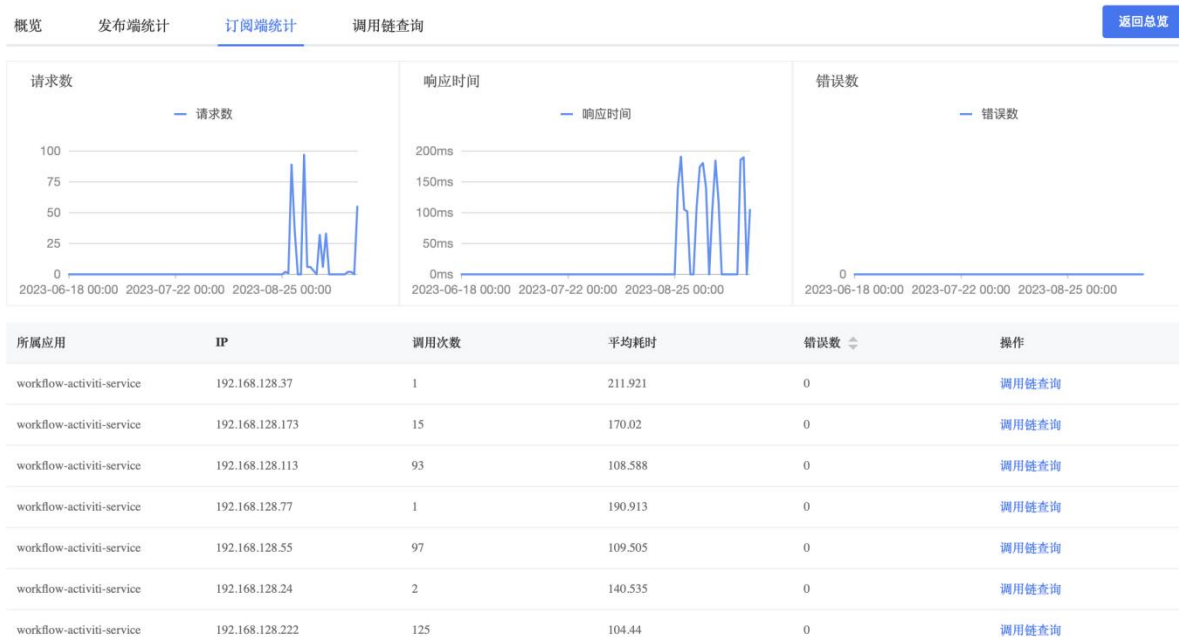 概览 发布端统计 订阅端统计 调用链查询 返回总览
请求数
请求数
100
75
50
25
0
2023-06-18 00:00 2023-07-22 00:00 2023-08-25 00:00
响应时间
响应时间
200ms
150ms
100ms
50ms
0ms
2023-06-18 00:00 2023-07-22 00:00 2023-08-25 00:00
错误数
错误数
0
2023-06-18 00:00 2023-07-22 00:00 2023-08-25 00:00
所属应用 IP 调用次数 平均耗时 错误数 操作
workflow-activiti-service 192.168.128.37 1 211.921 0 调用链查询
workflow-activiti-service 192.168.128.173 15 170.02 0 调用链查询
workflow-activiti-service 192.168.128.113 93 108.588 0 调用链查询
workflow-activiti-service 192.168.128.77 1 190.913 0 调用链查询
workflow-activiti-service 192.168.128.55 97 109.505 0 调用链查询
workflow-activiti-service 192.168.128.24 2 140.535 0 调用链查询
workflow-activiti-service 192.168.128.222 125 104.44 0 调用链查询